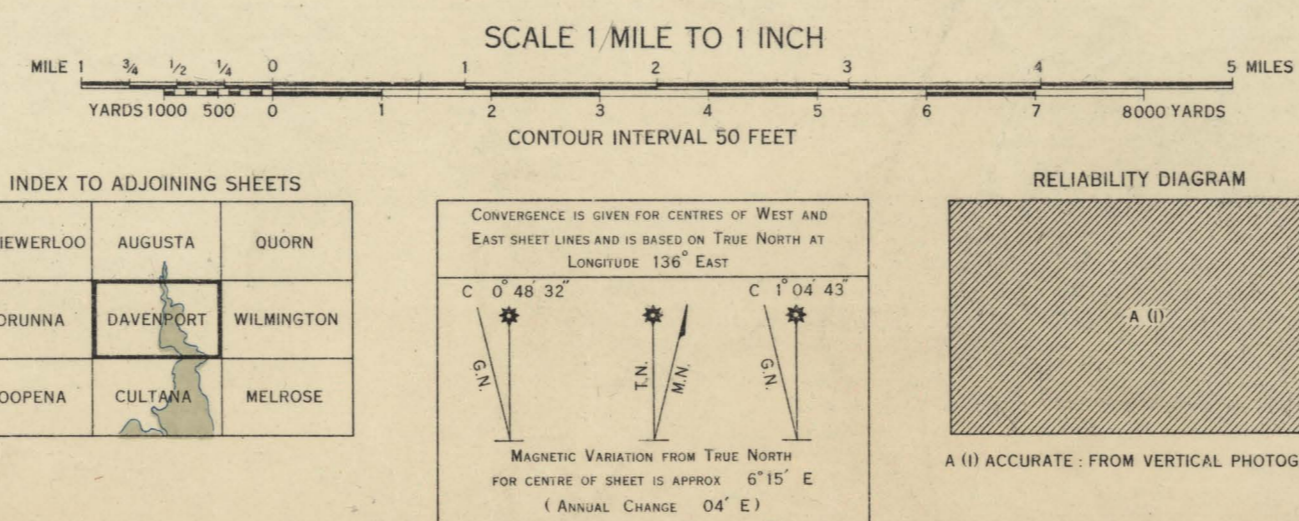 SCALE 1 MILE TO 1 INCH
MILE 1 ¾ ½ ¼ 0 1 2 3 4 5 MILES
YARDS 1000 500 0 1 2 3 4 5 6 7 8000 YARDS
CONTOUR INTERVAL 50 FEET
INDEX TO ADJOINING SHEETS
IEWERLOO AUGUSTA QUORN
ORUNNA DAVENPORT WILMINGTON
OOPENA CULTANA MELROSE
CONVERGENCE IS GIVEN FOR CENTRES OF WEST AND
EAST SHEET LINES AND IS BASED ON TRUE NORTH AT
LONGITUDE 136° EAST
C 0° 48' 32" C 1° 04' 43"
G.N. T.N. M.N. G.N.
MAGNETIC VARIATION FROM TRUE NORTH
FOR CENTRE OF SHEET IS APPROX 6° 15' E
( ANNUAL CHANGE 04' E )
RELIABILITY DIAGRAM
A (1)
A (1) ACCURATE : FROM VERTICAL PHOTOG